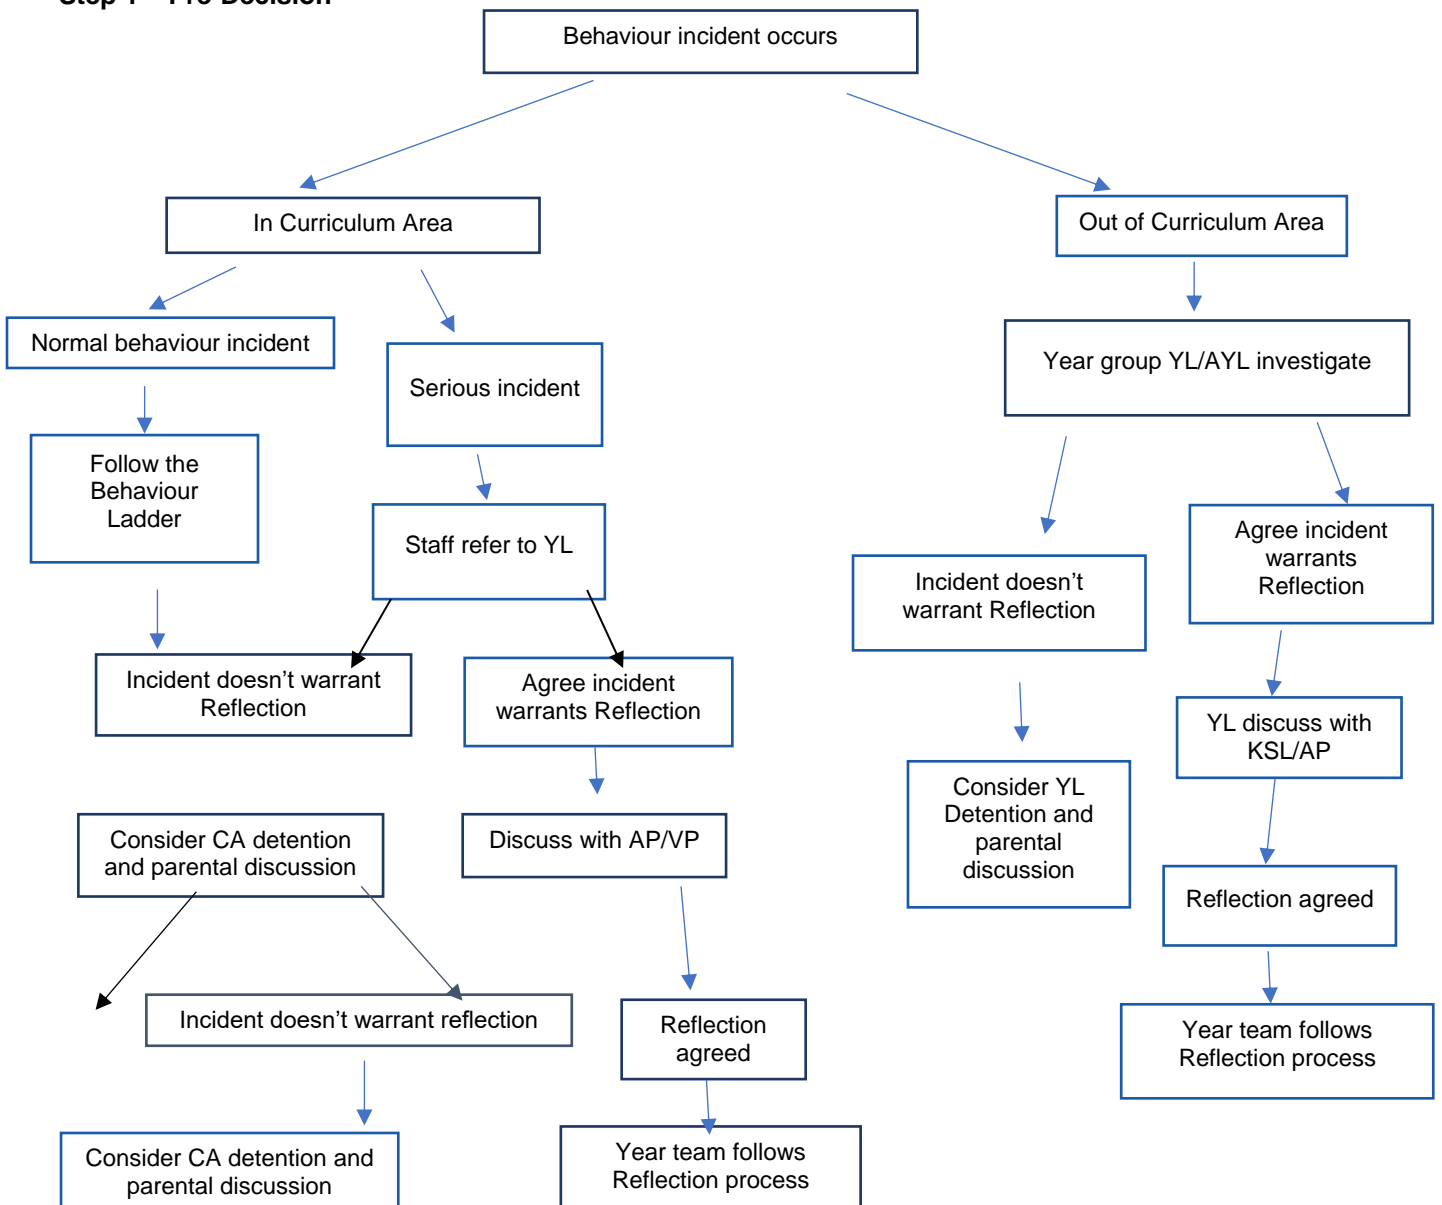 Behaviour incident occurs
In Curriculum Area
Out of Curriculum Area
Normal behaviour incident
Serious incident
Year group YL/AYL investigate
Follow the
Behaviour
Ladder
Staff refer to YL
Incident doesn’t
warrant Reflection
Agree incident
warrants
Reflection
Incident doesn’t warrant
Reflection
Agree incident
warrants Reflection
YL discuss with
KSL/AP
Consider YL
Detention and
parental
discussion
Consider CA detention
and parental discussion
Discuss with AP/VP
Reflection agreed
Incident doesn’t warrant reflection
Reflection
agreed
Year team follows
Reflection process
Consider CA detention and
parental discussion
Year team follows
Reflection process